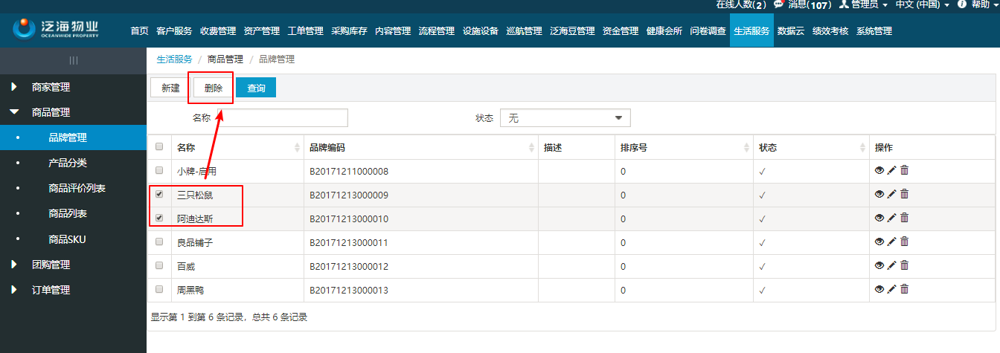 在线人数(2) 消息(107) 管理员 中文 (中国) 帮助
泛海物业
OCEANWIDE PROPERTY
首页 客户服务 收费管理 资产管理 工单管理 采购库存 内容管理 流程管理 设施设备 巡航管理 泛海豆管理 资金管理 健康会所 问卷调查 生活服务 数据云 绩效考核 系统管理
生活服务 / 商品管理 / 品牌管理
商家管理
商品管理
品牌管理
产品分类
商品评价列表
商品列表
商品SKU
团购管理
订单管理
新建 删除 查询
名称 状态 无
名称 品牌编码 描述 排序号 状态 操作
小牌-启用 B20171211000008 0 ✓
三只松鼠 B20171213000009 0 ✓
阿迪达斯 B20171213000010 0 ✓
良品铺子 B20171213000011 0 ✓
百威 B20171213000012 0 ✓
周黑鸭 B20171213000013 0 ✓
显示第 1 到第 6 条记录，总共 6 条记录